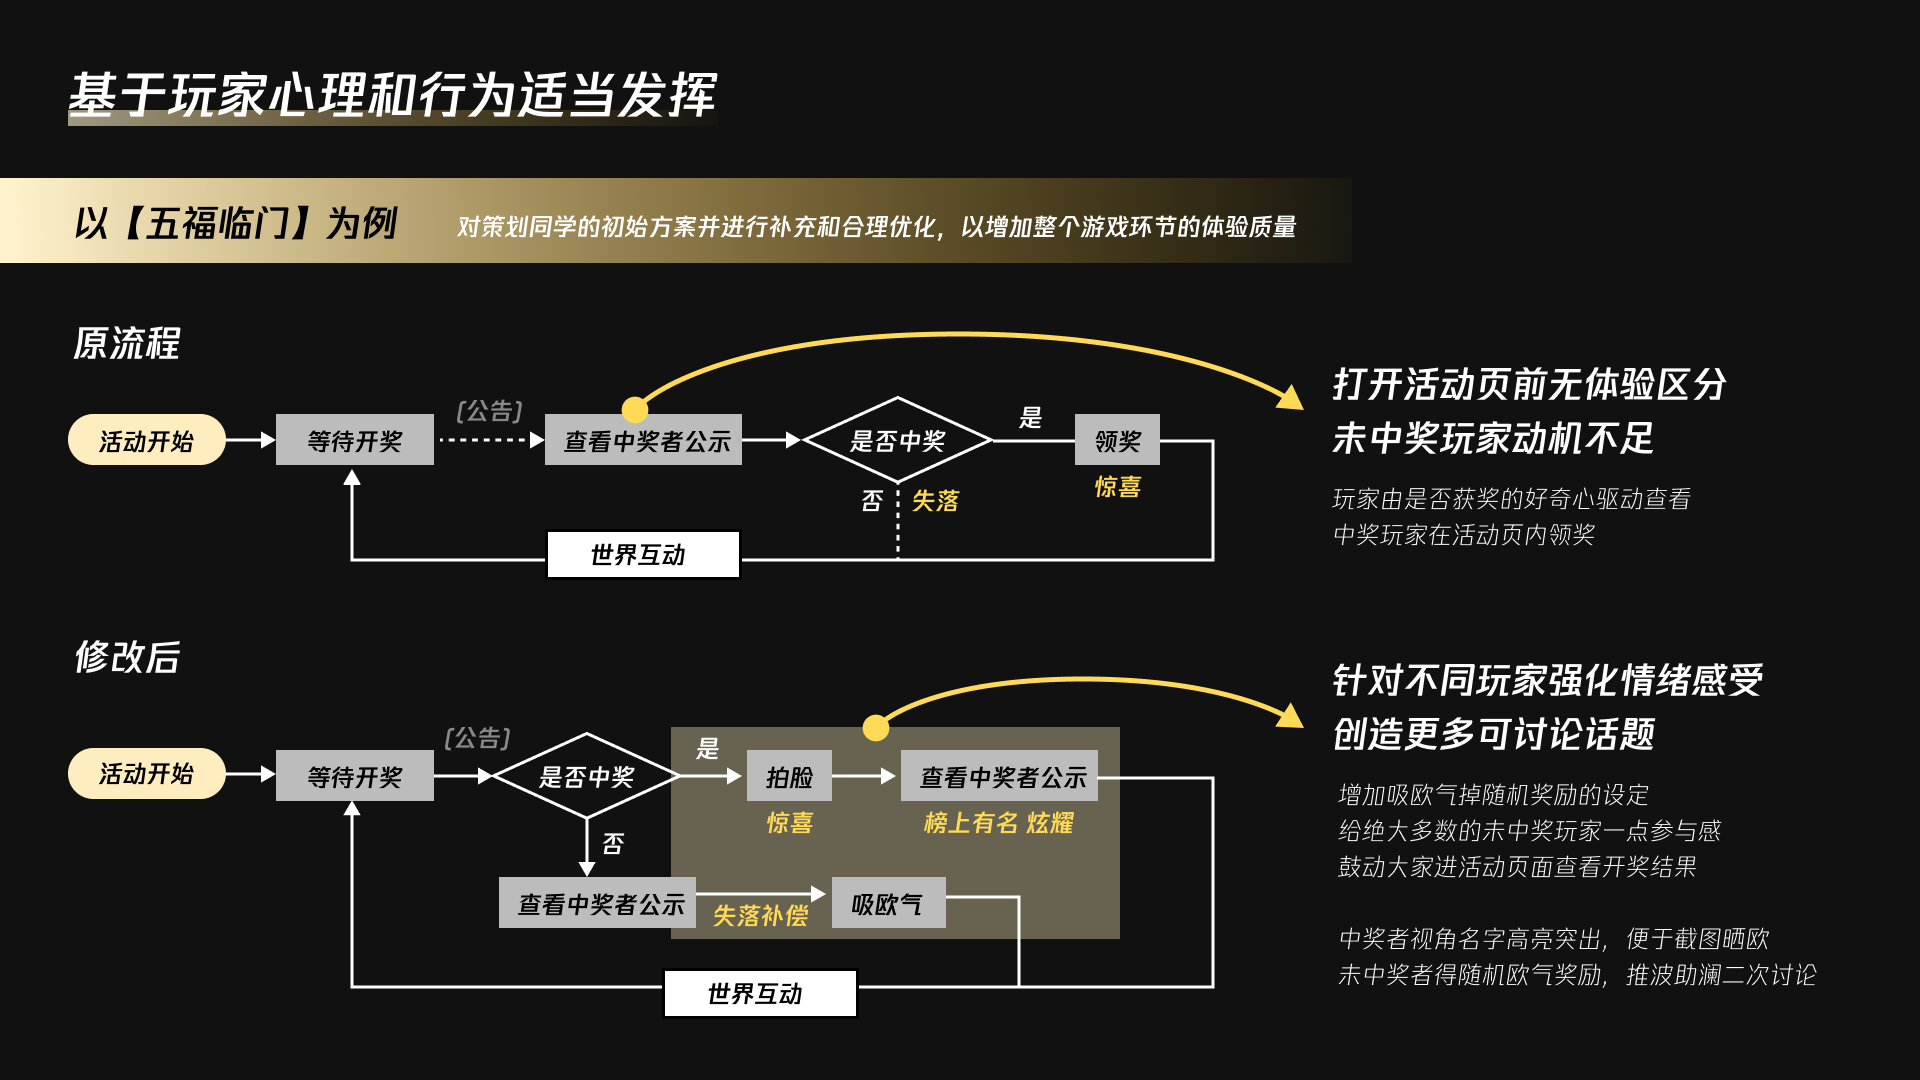 基于玩家心理和行为适当发挥
以【五福临门】为例
对策划同学的初始方案并进行补充和合理优化，以增加整个游戏环节的体验质量
原流程
活动开始
等待开奖
[公告]
查看中奖者公示
是否中奖
是
领奖
惊喜
否
失落
世界互动
打开活动页前无体验区分
未中奖玩家动机不足
玩家由是否获奖的好奇心驱动查看
中奖玩家在活动页内领奖
修改后
活动开始
等待开奖
[公告]
是否中奖
是
拍脸
惊喜
查看中奖者公示
榜上有名 炫耀
否
查看中奖者公示
失落补偿
吸欧气
世界互动
针对不同玩家强化情绪感受
创造更多可讨论话题
增加吸欧气掉随机奖励的设定
给绝大多数的未中奖玩家一点参与感
鼓动大家进活动页面查看开奖结果
中奖者视角名字高亮突出，便于截图晒欧
未中奖者得随机欧气奖励，推波助澜二次讨论